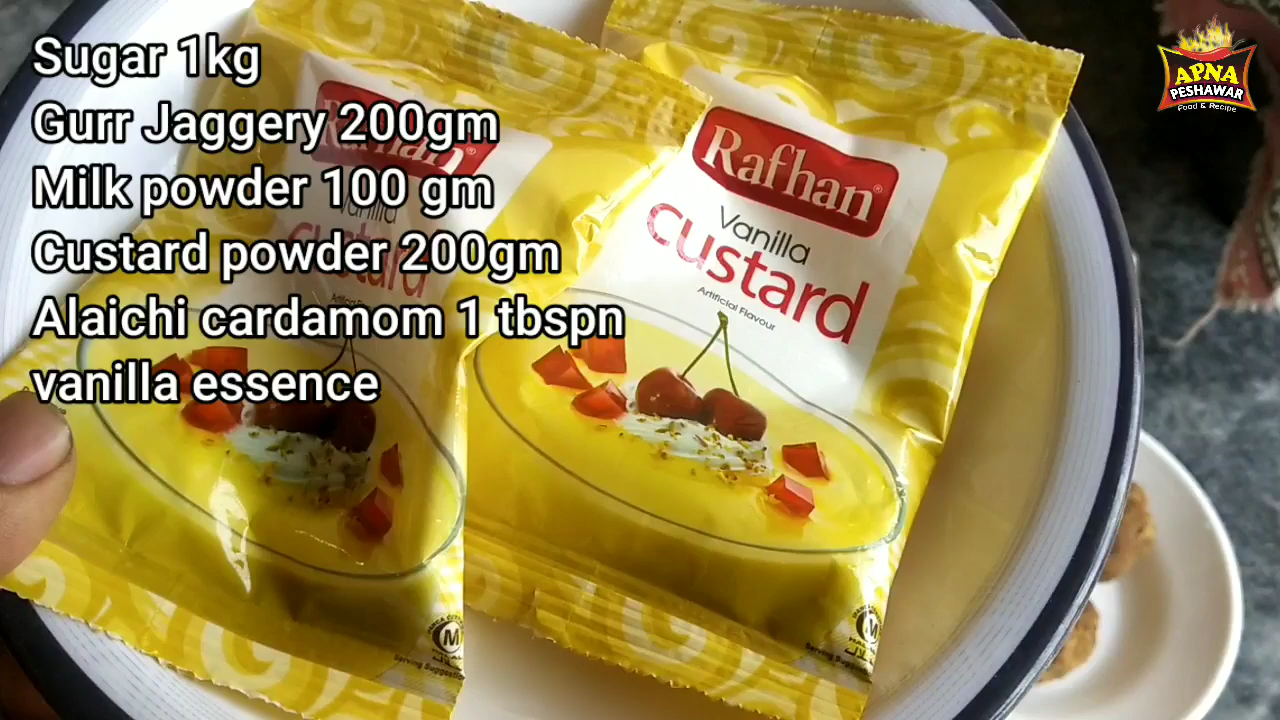 Sugar 1kg
Gurr Jaggery 200gm
Milk powder 100 gm
Custard powder 200gm
Alaichi cardamom 1 tbspn
vanilla essence
APNA
PESHAWAR
Food & Recipe
Rafhan®
Vanilla
custard
Artificial Flavour
Rafhan®
Vanilla
custard
M
M